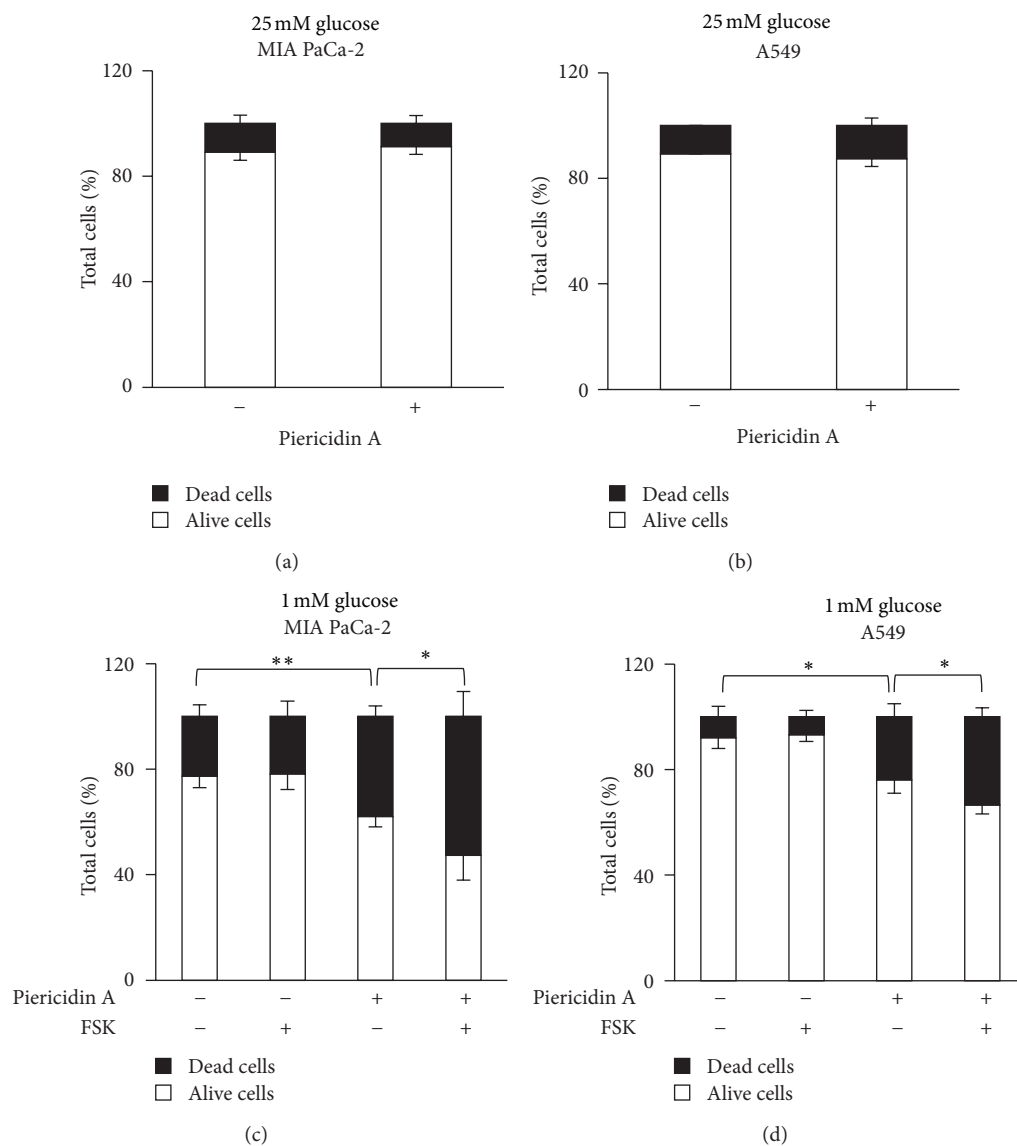 25 mM glucose
MIA PaCa-2
120
80
40
0
Total cells (%)
− +
Piericidin A
Dead cells
Alive cells
(a)
25 mM glucose
A549
120
80
40
0
Total cells (%)
− +
Piericidin A
Dead cells
Alive cells
(b)
1 mM glucose
MIA PaCa-2
** *
120
80
40
0
Total cells (%)
Piericidin A − − + +
FSK − + − +
Dead cells
Alive cells
(c)
1 mM glucose
A549
* *
120
80
40
0
Total cells (%)
Piericidin A − − + +
FSK − + − +
Dead cells
Alive cells
(d)